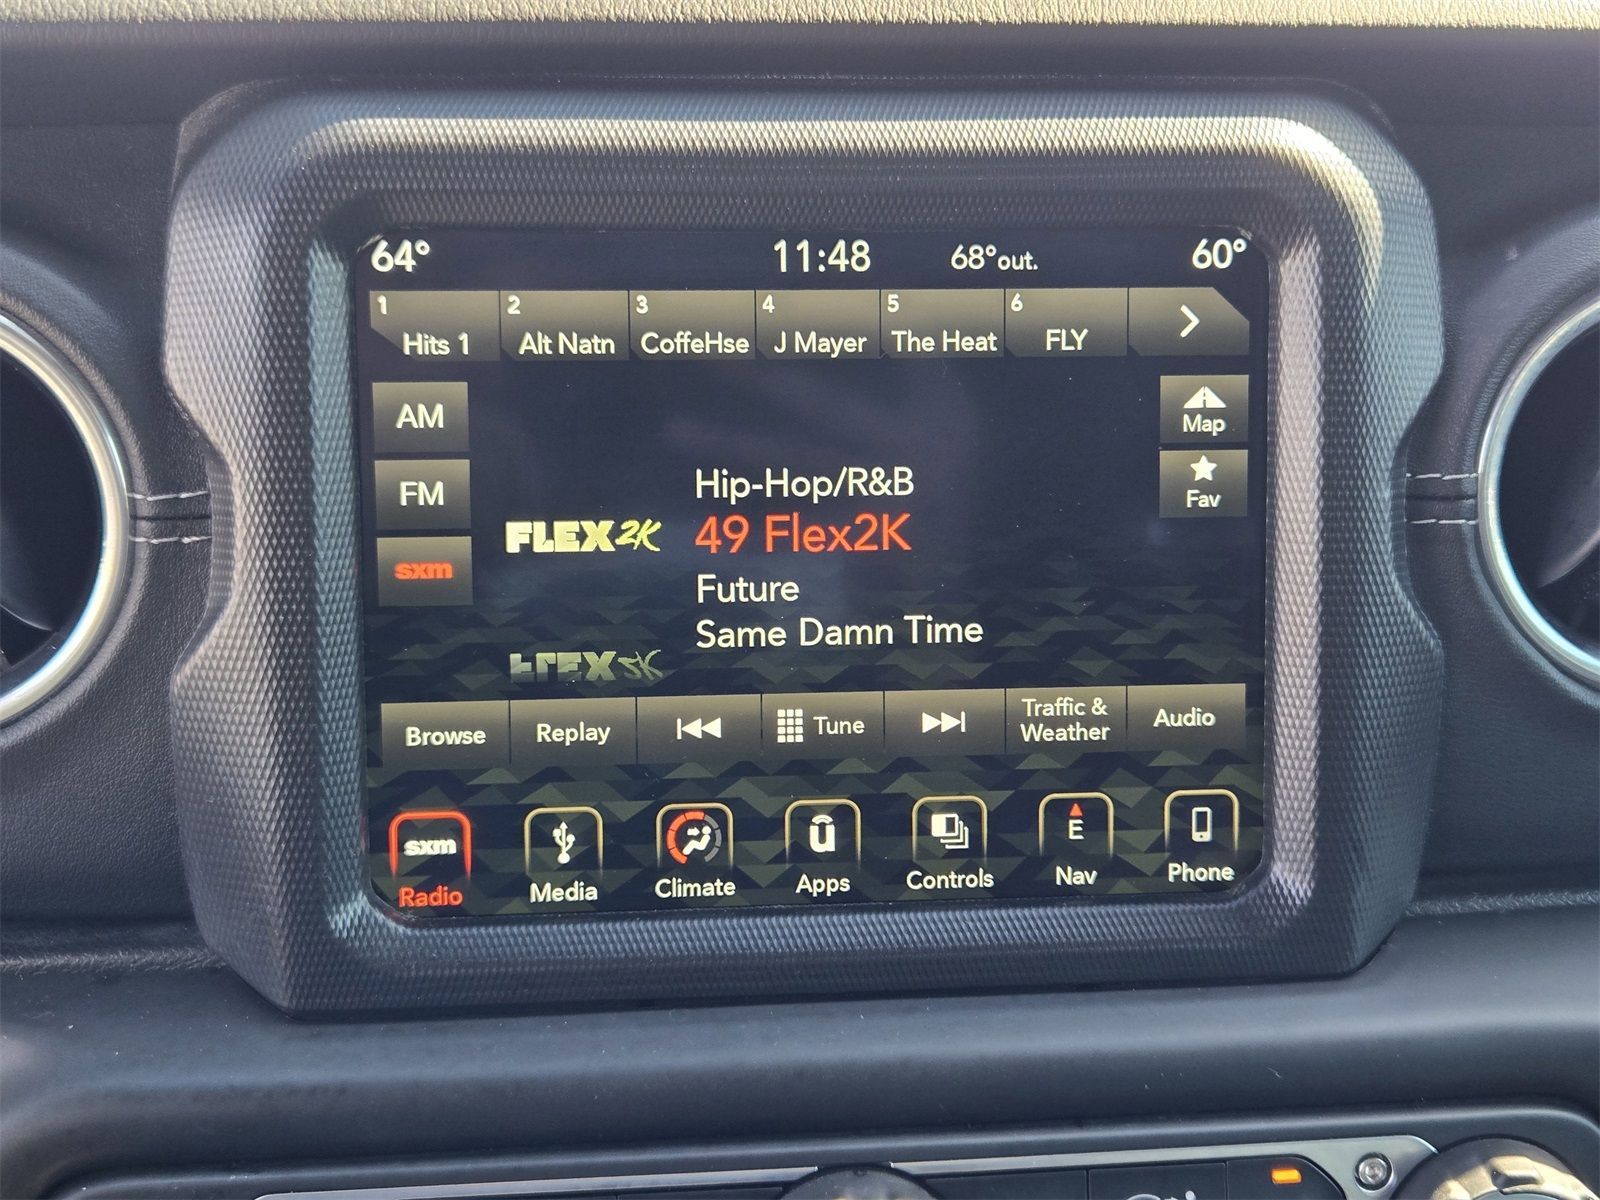 64° 11:48 68°out. 60°
1 2 3 4 5 6
Hits 1 Alt Natn CoffeHse J Mayer The Heat FLY
AM
Map
FM
Fav
sxm
Hip-Hop/R&B
FLEX2K 49 Flex2K
Future
Same Damn Time
Browse Replay Tune Traffic & Weather Audio
sxm E
Radio Media Climate Apps Controls Nav Phone